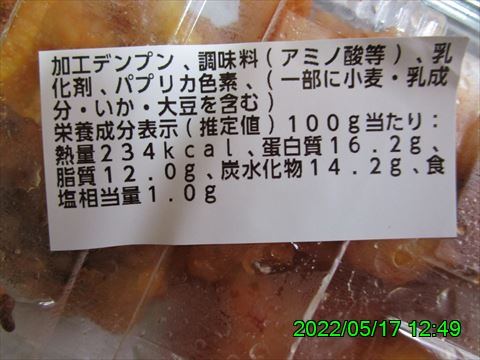 加工デンプン、調味料(アミノ酸等)、乳
化剤、パプリカ色素、(一部に小麦・乳成
分・いか・大豆を含む)
栄養成分表示(推定値)100g当たり:
熱量234kcal、蛋白質16.2g、
脂質12.0g、炭水化物14.2g、食
塩相当量1.0g
2022/05/17 12:49